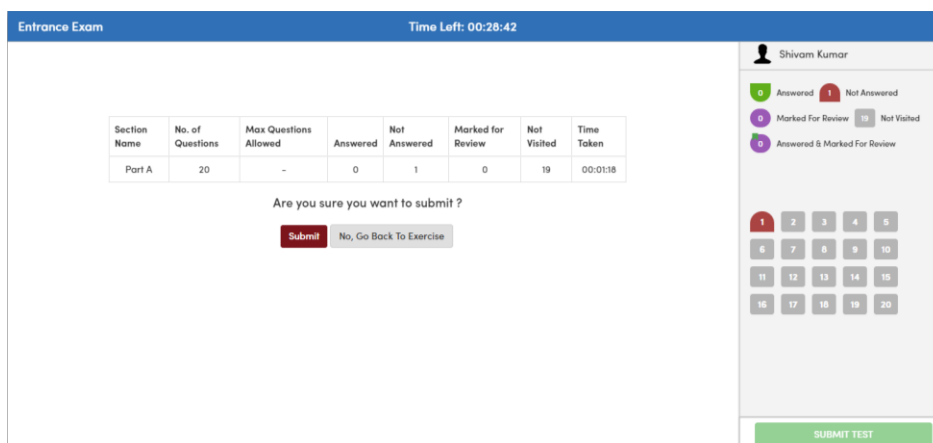 Entrance Exam Time Left: 00:28:42
Shivam Kumar
0 Answered 1 Not Answered
0 Marked For Review 19 Not Visited
0 Answered & Marked For Review
Section Name No. of Questions Max Questions Allowed Answered Not Answered Marked for Review Not Visited Time Taken
Part A 20 - 0 1 0 19 00:01:18
Are you sure you want to submit ?
Submit No, Go Back To Exercise
1 2 3 4 5
6 7 8 9 10
11 12 13 14 15
16 17 18 19 20
SUBMIT TEST